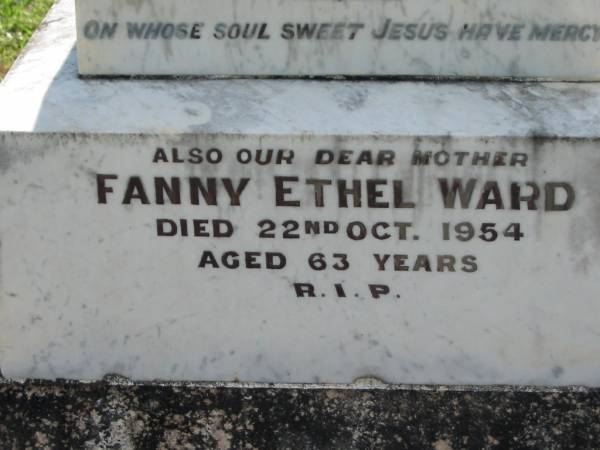 ON WHOSE SOUL SWEET JESUS HAVE MERCY
ALSO OUR DEAR MOTHER
FANNY ETHEL WARD
DIED 22ND OCT. 1954
AGED 63 YEARS
R.I.P.